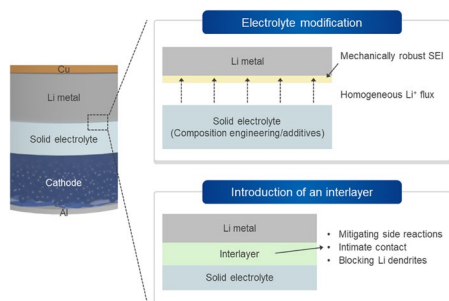 Electrolyte modification
Cu
Li metal
Solid electrolyte
Cathode
Al
Li metal
Mechanically robust SEI
Homogeneous Li⁺ flux
Solid electrolyte
(Composition engineering/additives)
Introduction of an interlayer
Li metal
Interlayer
Solid electrolyte
• Mitigating side reactions
• Intimate contact
• Blocking Li dendrites